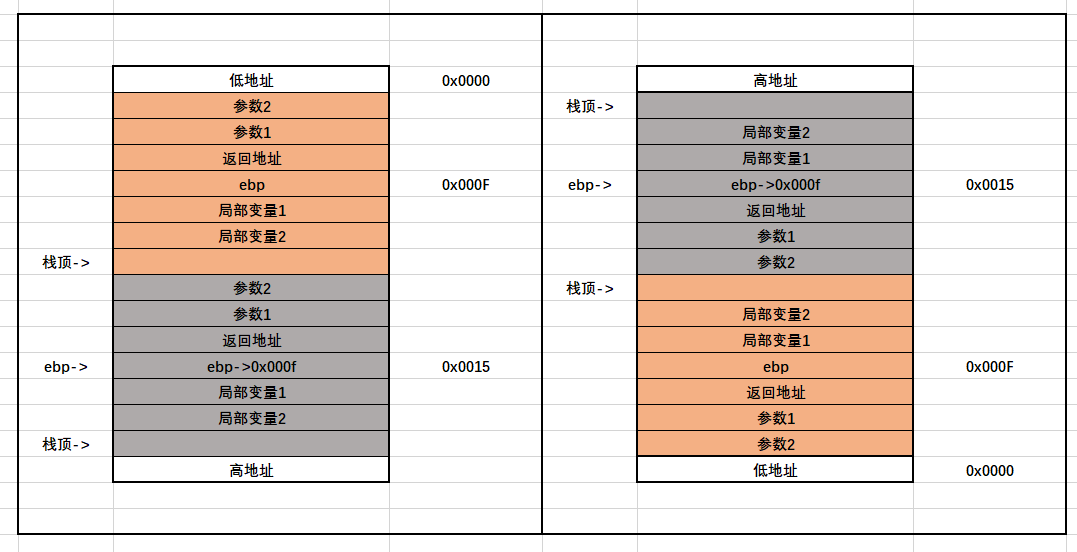 低地址 0x0000
参数2
参数1
返回地址
ebp 0x000F
局部变量1
局部变量2
栈顶->
参数2
参数1
返回地址
ebp-> ebp->0x000f 0x0015
局部变量1
局部变量2
栈顶->
高地址
高地址
栈顶->
局部变量2
局部变量1
ebp-> ebp->0x000f 0x0015
返回地址
参数1
参数2
栈顶->
局部变量2
局部变量1
ebp 0x000F
返回地址
参数1
参数2
低地址 0x0000